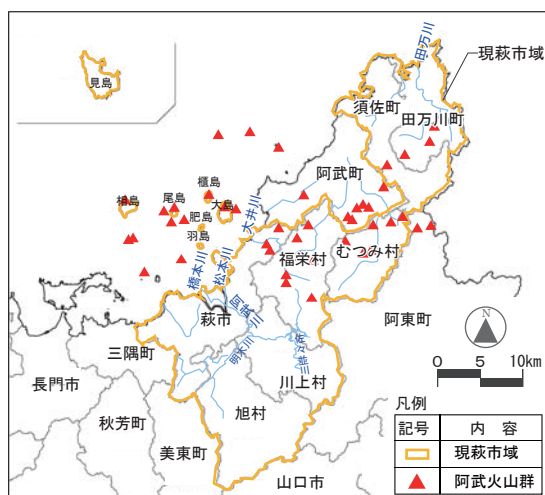 見島
田万川
現萩市域
須佐町
田万川町
阿武町
櫃島
尾島
相島
大島
肥島
羽島
大井川
福栄村
むつみ村
橋本川
松本川
阿武川
萩市
三隅町
明木川
佐々並川
川上村
阿東町
長門市
秋芳町
旭村
美東町
山口市
N
0 5 10km
凡例
記号 内 容
現萩市域
阿武火山群